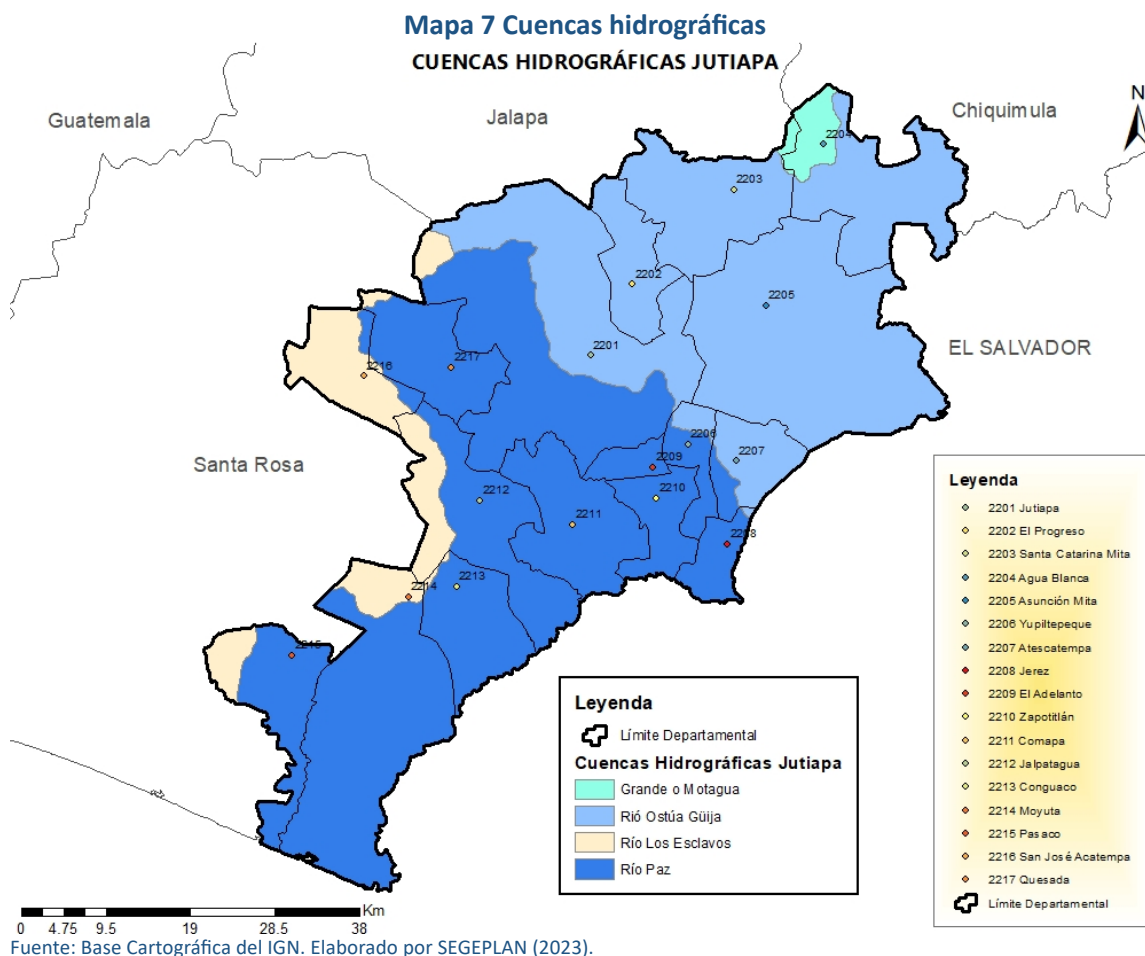 Mapa 7 Cuencas hidrográficas
CUENCAS HIDROGRÁFICAS JUTIAPA
Guatemala
Jalapa
Chiquimula
N
2204
2203
2202
2205
EL SALVADOR
2201
2217
2216
Santa Rosa
2206
2207
2209
2210
2212
2211
2208
2213
2214
2215
Leyenda
Límite Departamental
Cuencas Hidrográficas Jutiapa
Grande o Motagua
Rió Ostúa Güija
Río Los Esclavos
Río Paz
Leyenda
2201 Jutiapa
2202 El Progreso
2203 Santa Catarina Mita
2204 Agua Blanca
2205 Asunción Mita
2206 Yupiltepeque
2207 Atescatempa
2208 Jerez
2209 El Adelanto
2210 Zapotitlán
2211 Comapa
2212 Jalpatagua
2213 Conguaco
2214 Moyuta
2215 Pasaco
2216 San José Acatempa
2217 Quesada
Límite Departamental
Km
0 4.75 9.5 19 28.5 38
Fuente: Base Cartográfica del IGN. Elaborado por SEGEPLAN (2023).